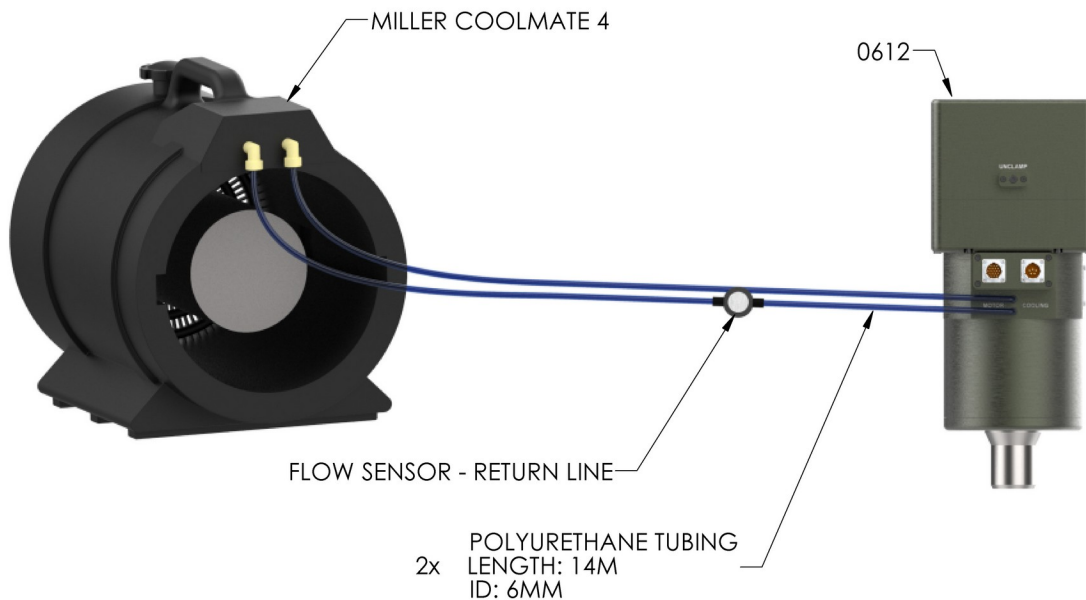 MILLER COOLMATE 4
0612
UNCLAMP
MOTOR
COOLING
FLOW SENSOR - RETURN LINE
POLYURETHANE TUBING
2x LENGTH: 14M
ID: 6MM